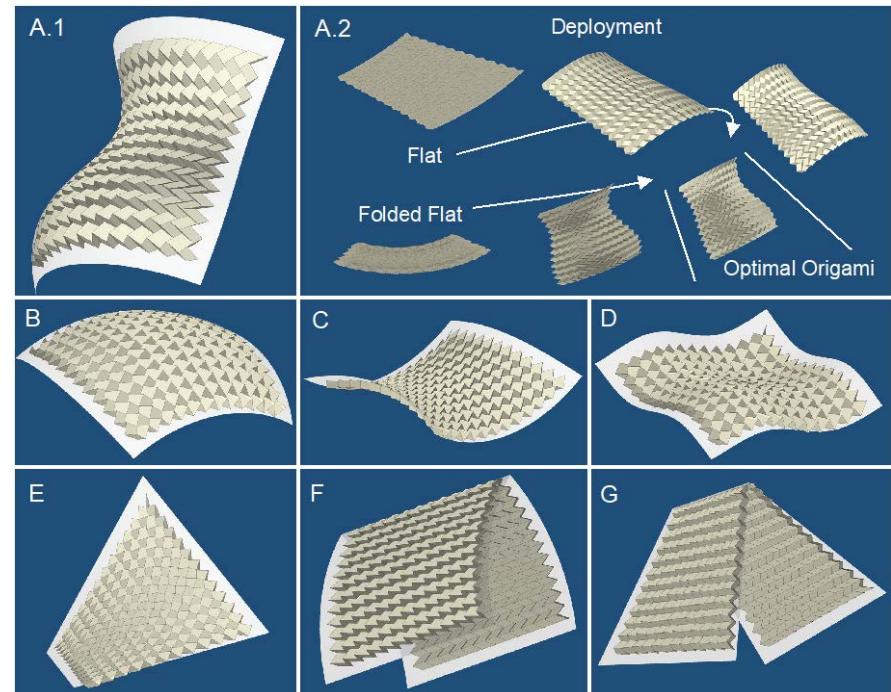 A.1
A.2
Deployment
Flat
Folded Flat
Optimal Origami
B
C
D
E
F
G